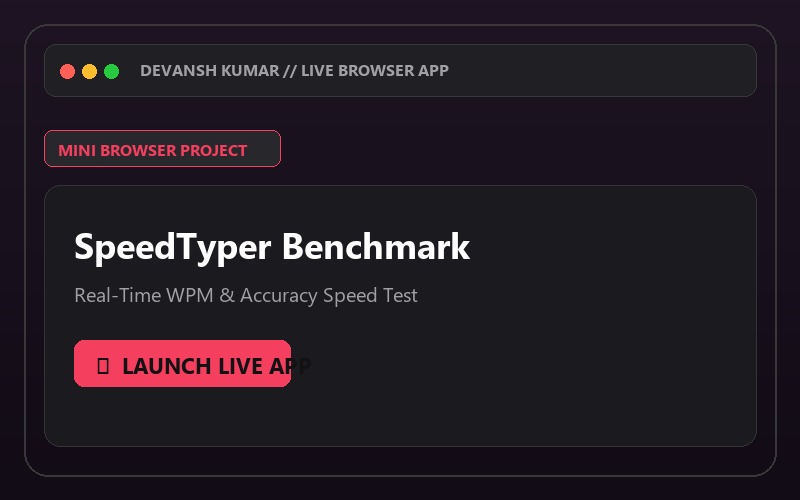 DEVANSH KUMAR // LIVE BROWSER APP
MINI BROWSER PROJECT
SpeedTyper Benchmark
Real-Time WPM & Accuracy Speed Test
LAUNCH LIVE APP